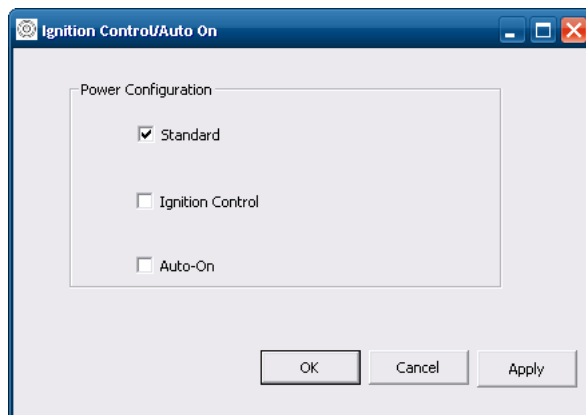 Ignition Control/Auto On
Power Configuration
Standard
Ignition Control
Auto-On
OK Cancel Apply